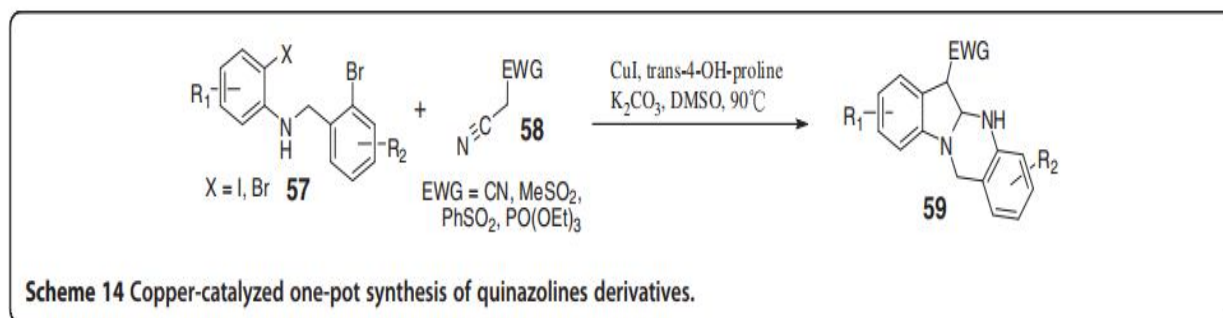 X
R₁
N
H
Br
R₂
X = I, Br 57
+
EWG
N
58
EWG = CN, MeSO₂,
PhSO₂, PO(OEt)₃
CuI, trans-4-OH-proline
K₂CO₃, DMSO, 90℃
EWG
R₁
NH
N
R₂
59
Scheme 14 Copper-catalyzed one-pot synthesis of quinazolines derivatives.